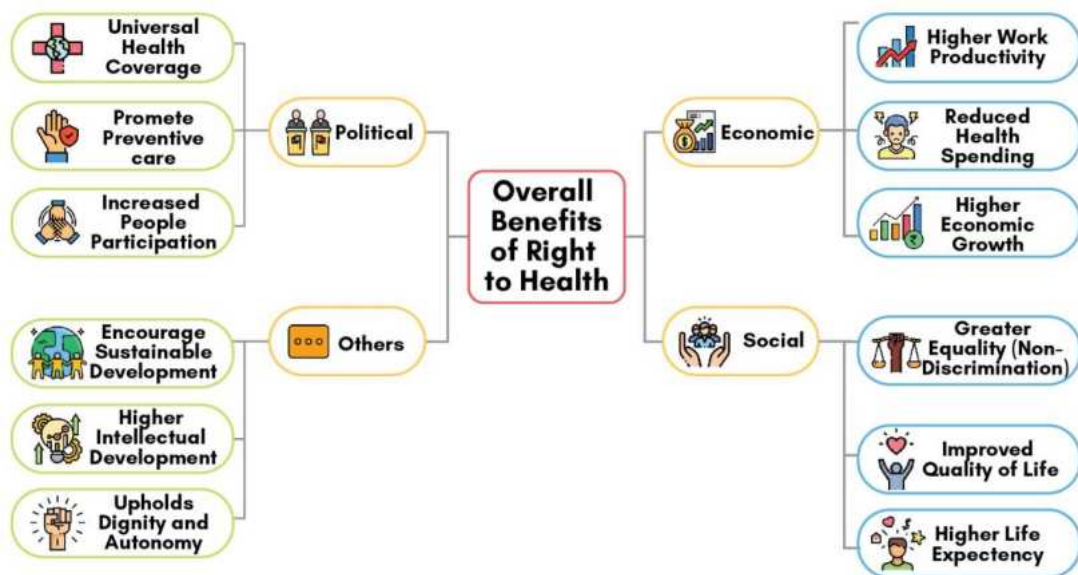 Overall
Benefits
of Right
to Health
Political
Universal
Health
Coverage
Promote
Preventive
care
Increased
People
Participation
Others
Encourage
Sustainable
Development
Higher
Intellectual
Development
Upholds
Dignity and
Autonomy
Economic
Higher Work
Productivity
Reduced
Health
Spending
Higher
Economic
Growth
Social
Greater
Equality (Non-
Discrimination)
Improved
Quality of Life
Higher Life
Expectency